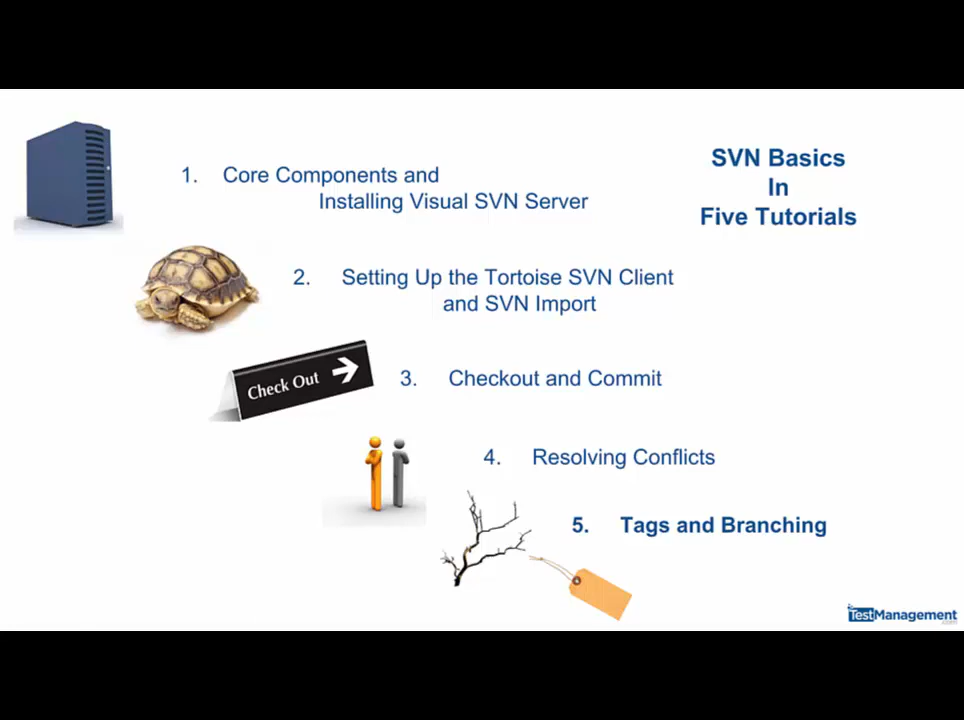 SVN Basics
In
Five Tutorials
1. Core Components and
Installing Visual SVN Server
2. Setting Up the Tortoise SVN Client
and SVN Import
Check Out
3. Checkout and Commit
4. Resolving Conflicts
5. Tags and Branching
TestManagement
.com